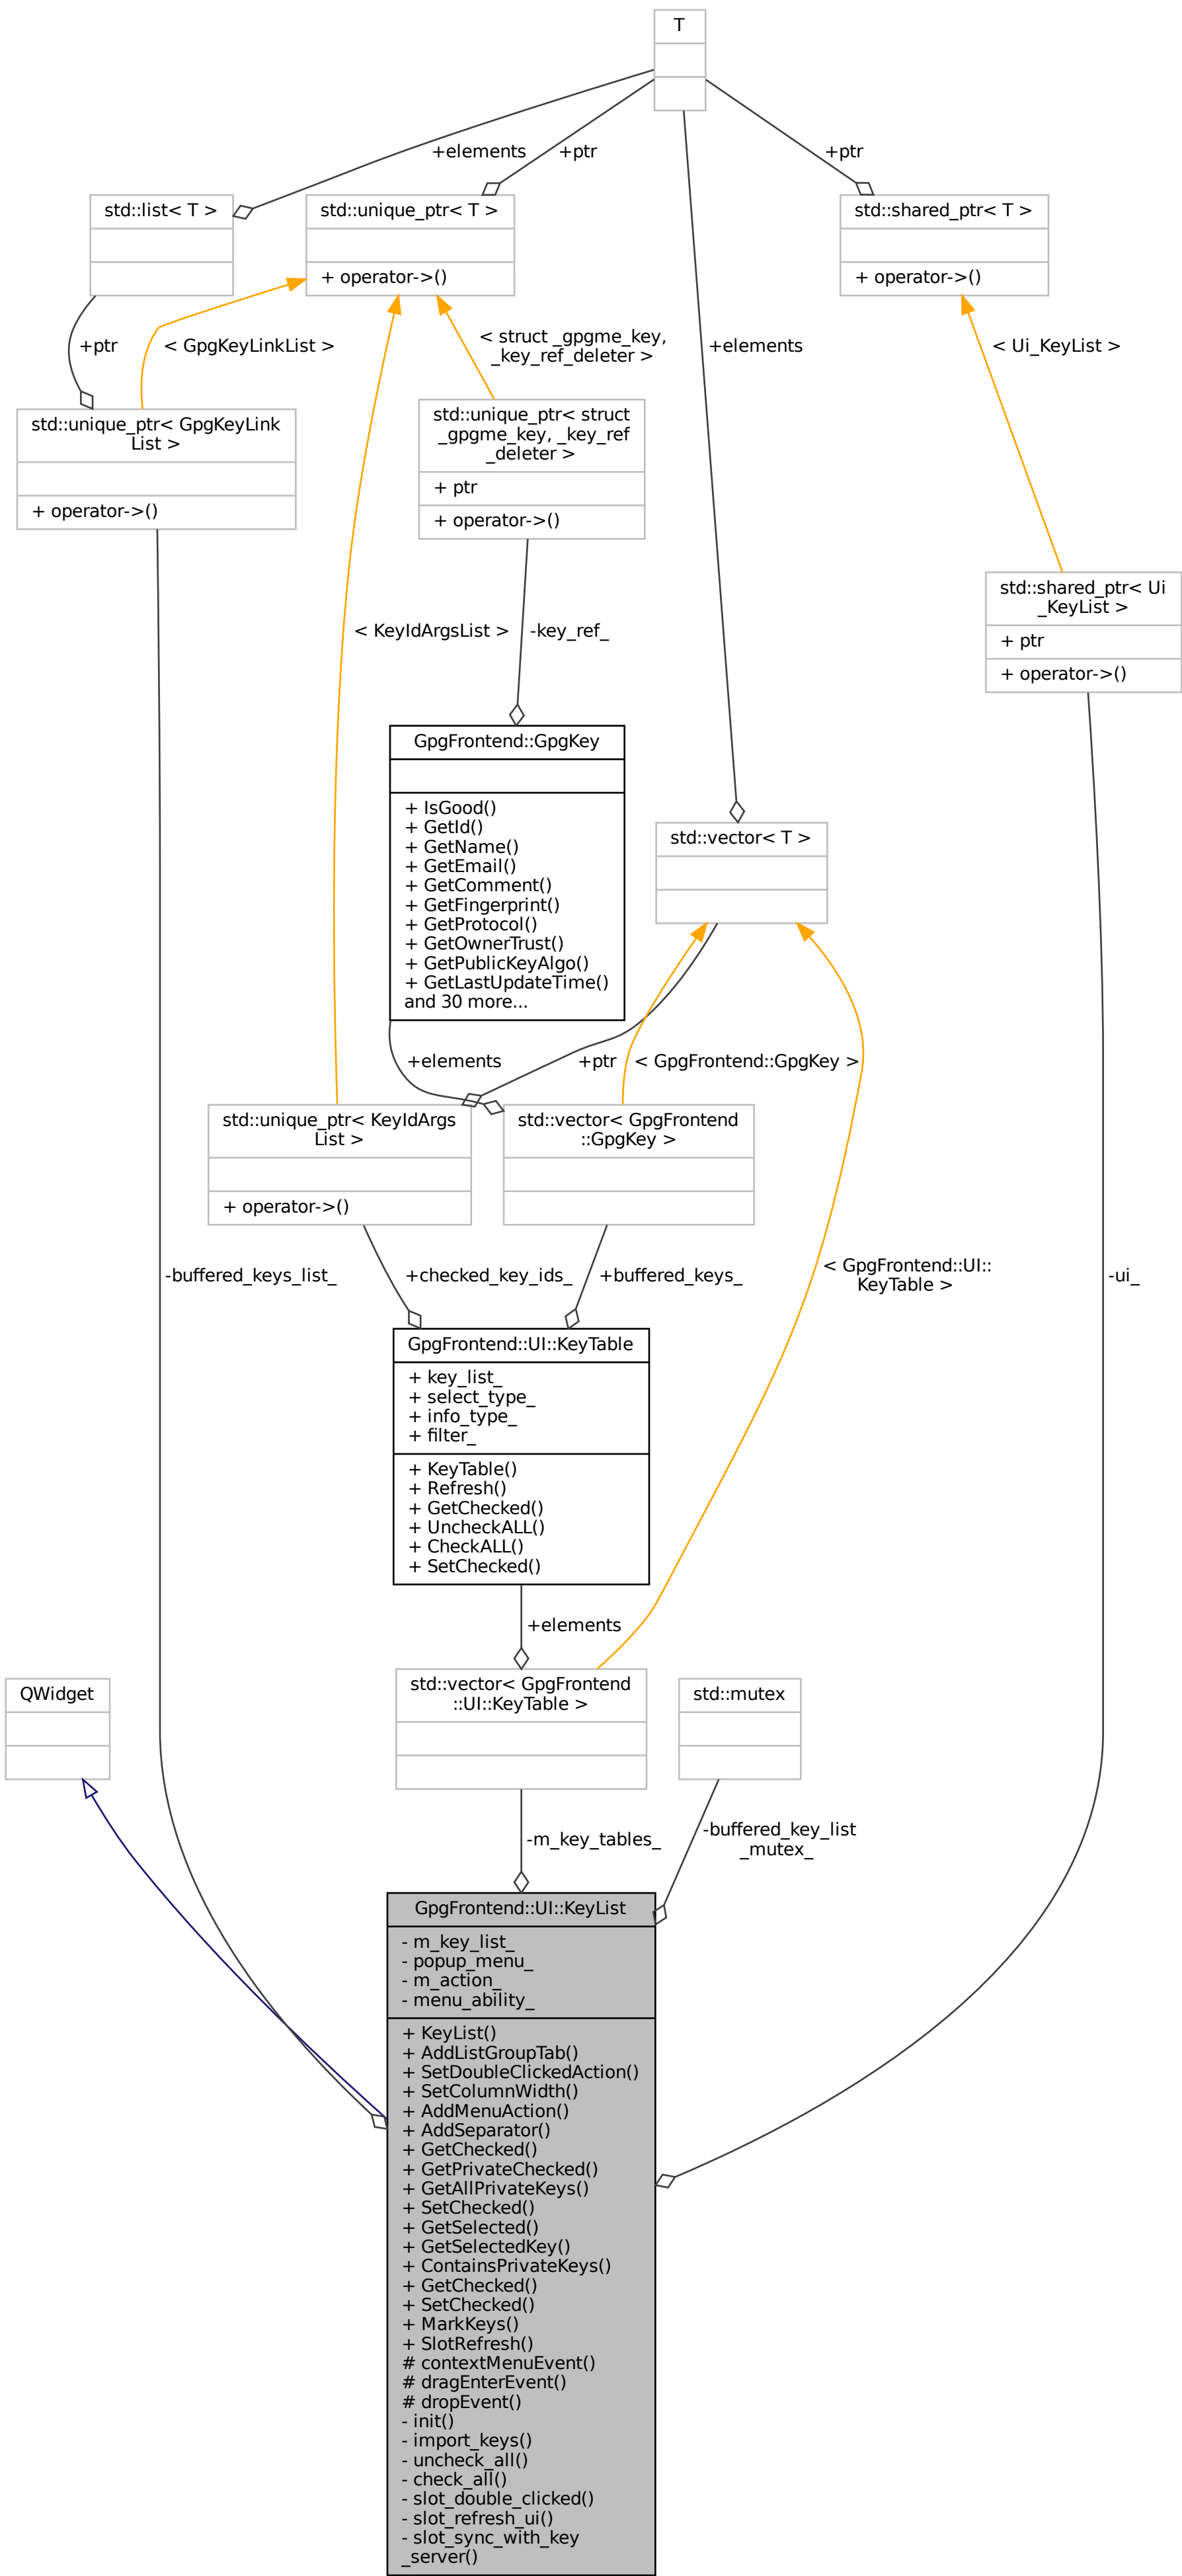 T
+elements
+ptr
+ptr
std::list< T >
std::unique_ptr< T >
+ operator->()
std::shared_ptr< T >
+ operator->()
+ptr
< GpgKeyLinkList >
< struct _gpgme_key,
_key_ref_deleter >
+elements
< Ui_KeyList >
std::unique_ptr< GpgKeyLink
List >
+ operator->()
std::unique_ptr< struct
_gpgme_key, _key_ref
_deleter >
+ ptr
+ operator->()
std::shared_ptr< Ui
_KeyList >
+ ptr
+ operator->()
< KeyIdArgsList >
-key_ref_
GpgFrontend::GpgKey
+ IsGood()
+ GetId()
+ GetName()
+ GetEmail()
+ GetComment()
+ GetFingerprint()
+ GetProtocol()
+ GetOwnerTrust()
+ GetPublicKeyAlgo()
+ GetLastUpdateTime()
and 30 more...
std::vector< T >
+elements
+ptr
< GpgFrontend::GpgKey >
std::unique_ptr< KeyIdArgs
List >
+ operator->()
std::vector< GpgFrontend
::GpgKey >
-buffered_keys_list_
+checked_key_ids_
+buffered_keys_
< GpgFrontend::UI::
KeyTable >
-ui_
GpgFrontend::UI::KeyTable
+ key_list_
+ select_type_
+ info_type_
+ filter_
+ KeyTable()
+ Refresh()
+ GetChecked()
+ UncheckALL()
+ CheckALL()
+ SetChecked()
+elements
QWidget
std::vector< GpgFrontend
::UI::KeyTable >
std::mutex
-m_key_tables_
-buffered_key_list
_mutex_
GpgFrontend::UI::KeyList
- m_key_list_
- popup_menu_
- m_action_
- menu_ability_
+ KeyList()
+ AddListGroupTab()
+ SetDoubleClickedAction()
+ SetColumnWidth()
+ AddMenuAction()
+ AddSeparator()
+ GetChecked()
+ GetPrivateChecked()
+ GetAllPrivateKeys()
+ SetChecked()
+ GetSelected()
+ GetSelectedKey()
+ ContainsPrivateKeys()
+ GetChecked()
+ SetChecked()
+ MarkKeys()
+ SlotRefresh()
# contextMenuEvent()
# dragEnterEvent()
# dropEvent()
- init()
- import_keys()
- uncheck_all()
- check_all()
- slot_double_clicked()
- slot_refresh_ui()
- slot_sync_with_key
_server()